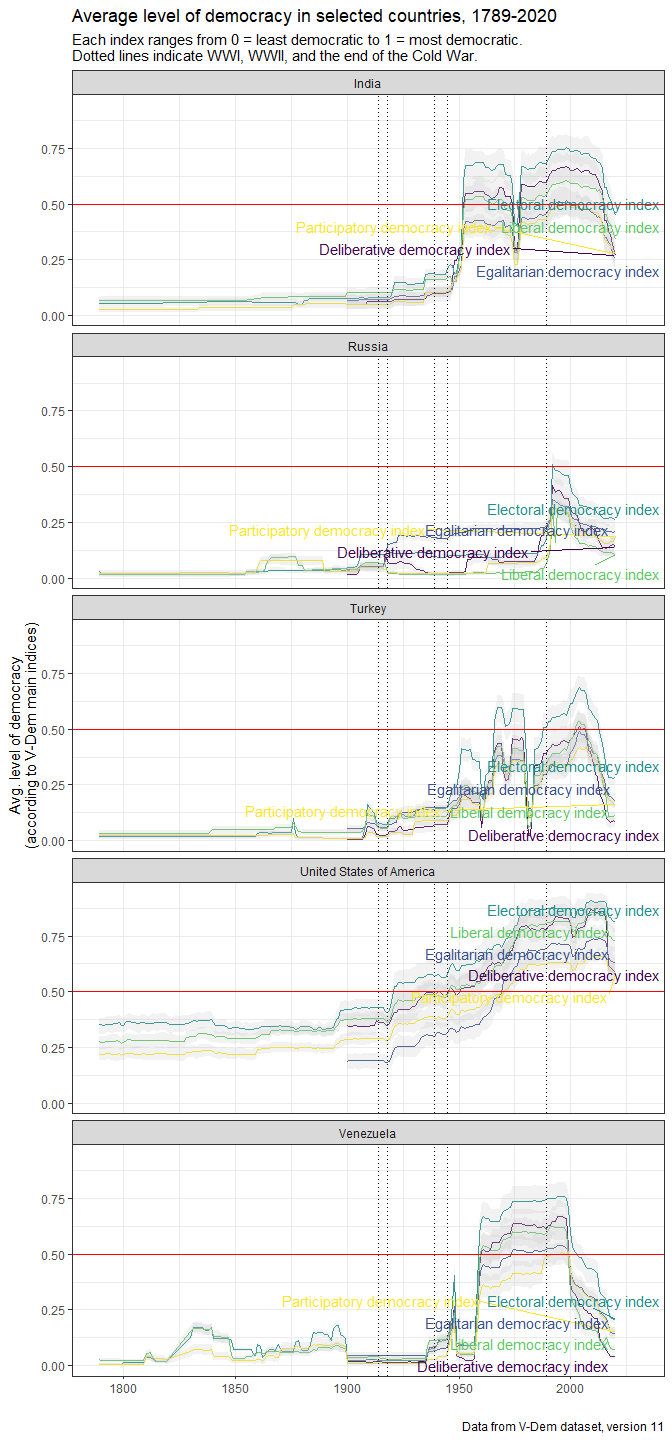 Average level of democracy in selected countries, 1789-2020
Each index ranges from 0 = least democratic to 1 = most democratic.
Dotted lines indicate WWI, WWII, and the end of the Cold War.
India
0.75
0.50
0.25
0.00
Electoral democracy index
Participatory democracy index
Liberal democracy index
Deliberative democracy index
Egalitarian democracy index
Russia
0.75
0.50
0.25
0.00
Electoral democracy index
Participatory democracy index
Egalitarian democracy index
Deliberative democracy index
Liberal democracy index
Turkey
0.75
0.50
0.25
0.00
Electoral democracy index
Egalitarian democracy index
Participatory democracy index
Liberal democracy index
Deliberative democracy index
Avg. level of democracy
(according to V-Dem main indices)
United States of America
0.75
0.50
0.25
0.00
Electoral democracy index
Liberal democracy index
Egalitarian democracy index
Deliberative democracy index
Participatory democracy index
Venezuela
0.75
0.50
0.25
0.00
Participatory democracy index
Electoral democracy index
Egalitarian democracy index
Liberal democracy index
Deliberative democracy index
1800
1850
1900
1950
2000
Data from V-Dem dataset, version 11